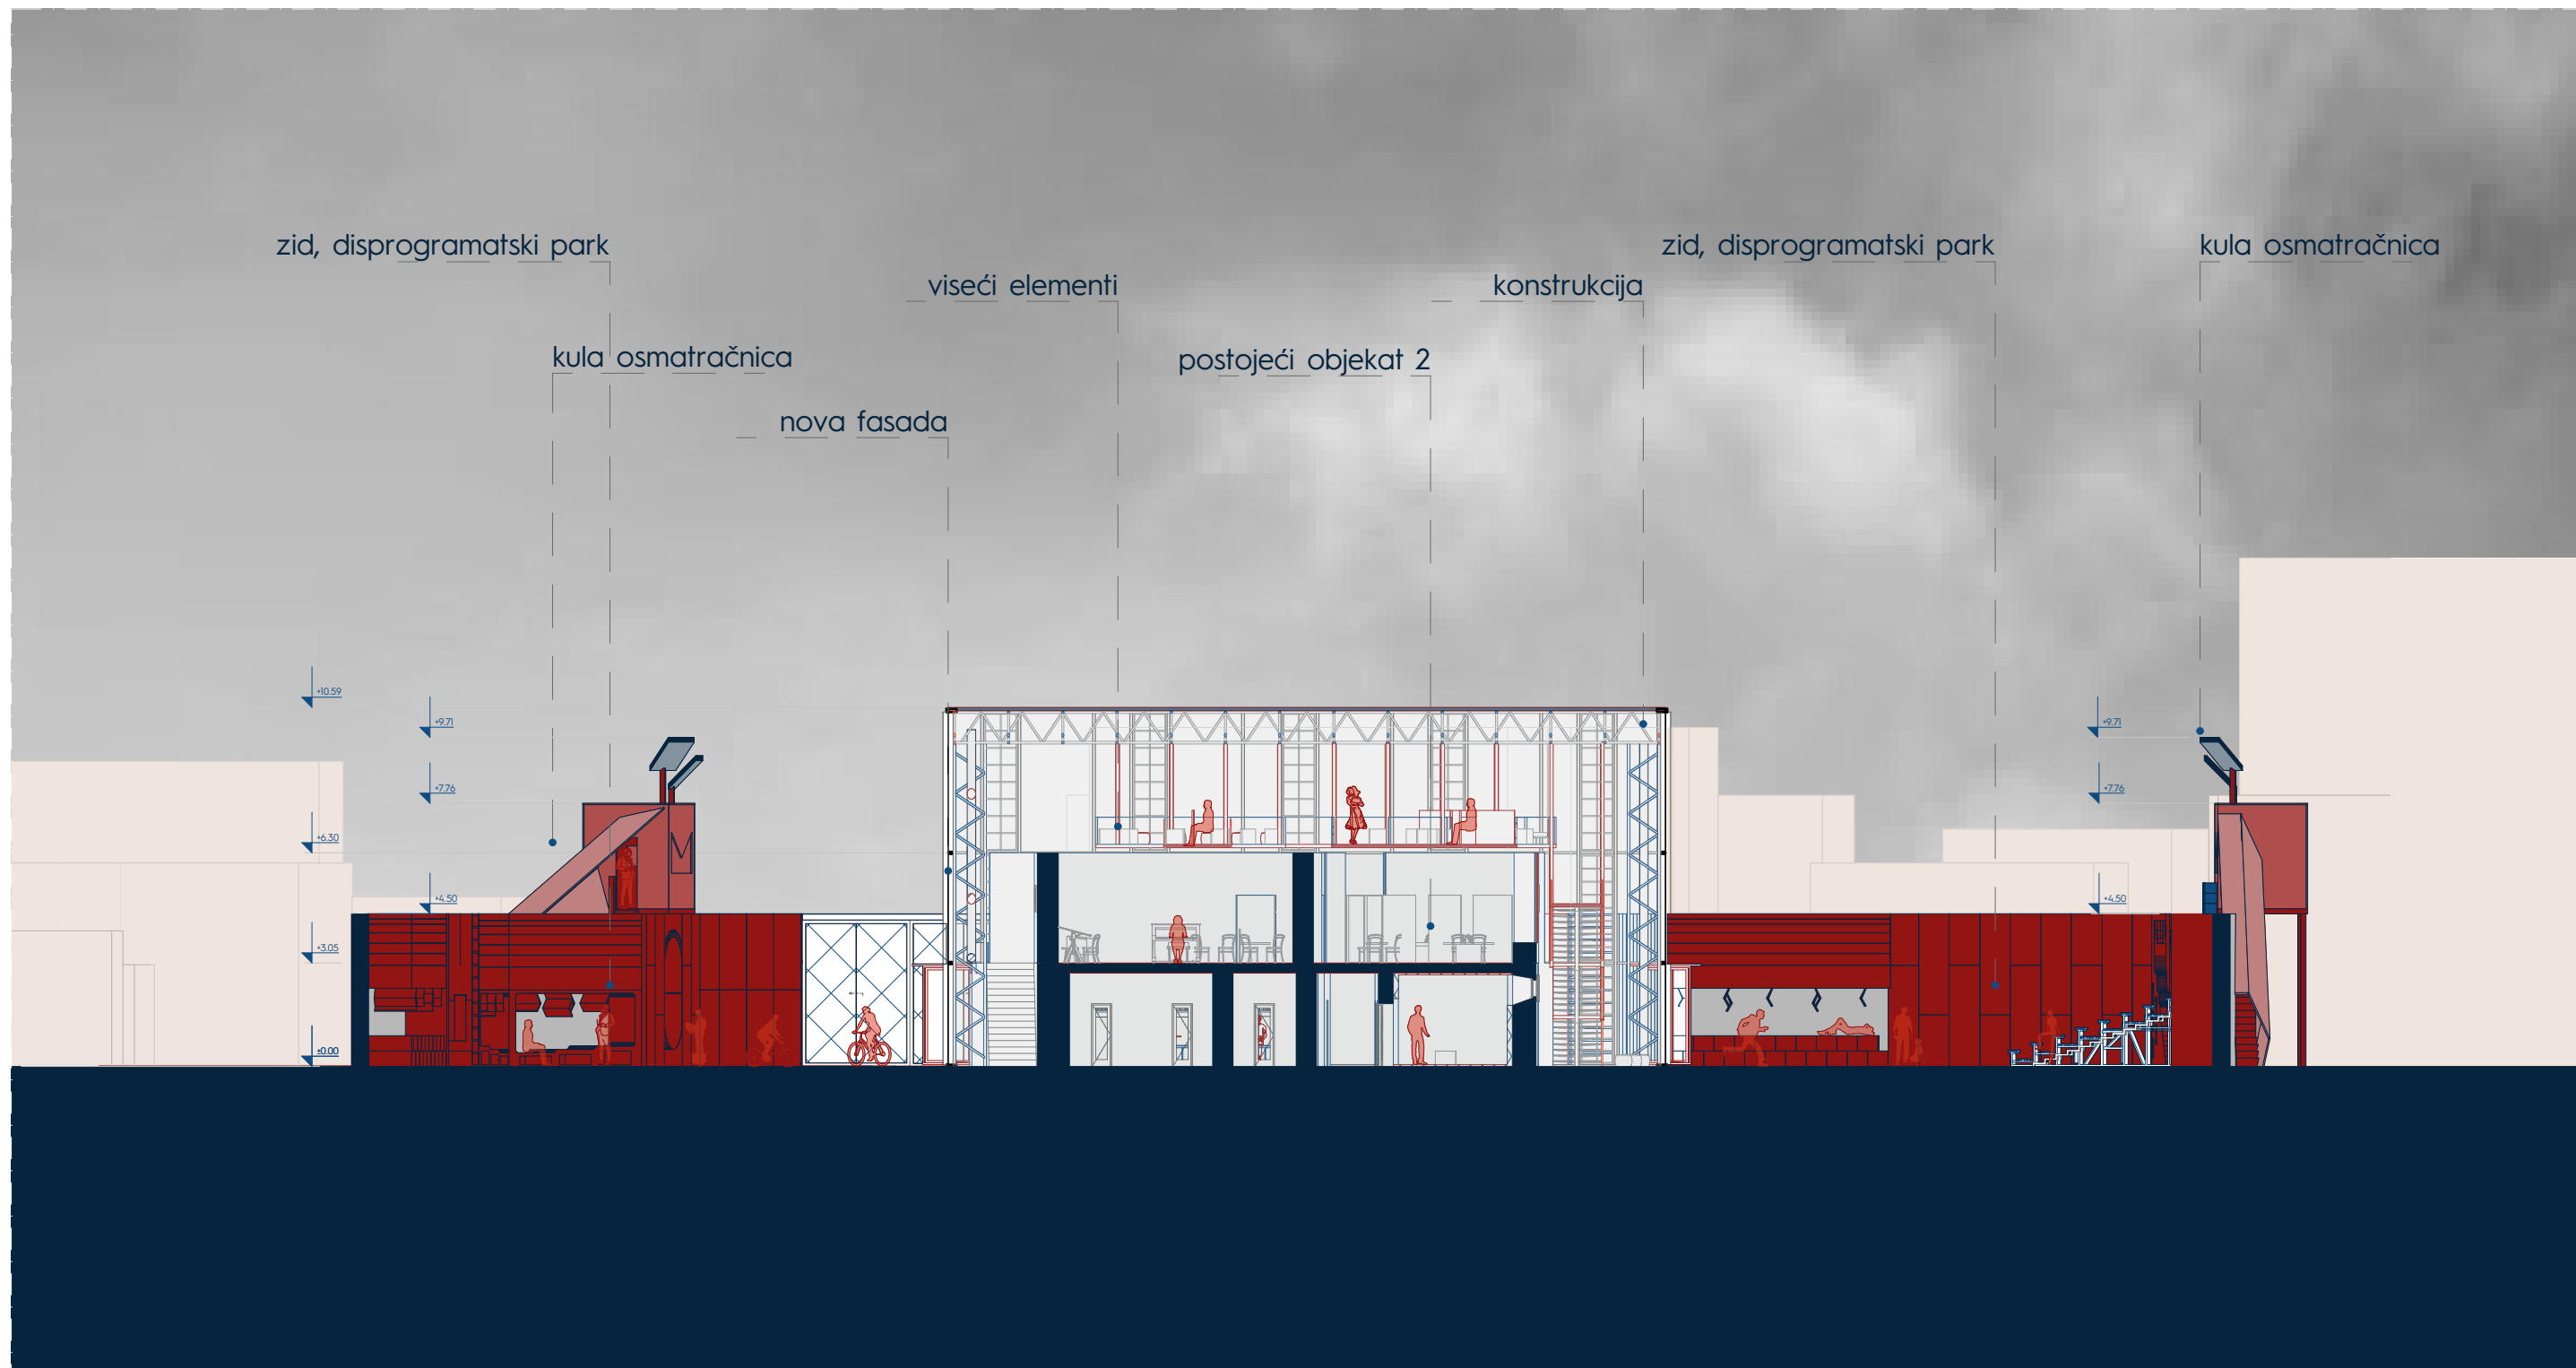 zid, disprogramatski park
zid, disprogramatski park
kula osmatračnica
viseći elementi
konstrukcija
kula osmatračnica
postojeći objekat 2
nova fasada
+10.59
+9.71
+9.71
+7.76
+7.76
+6.30
+4.50
+4.50
+3.05
±0.00
M